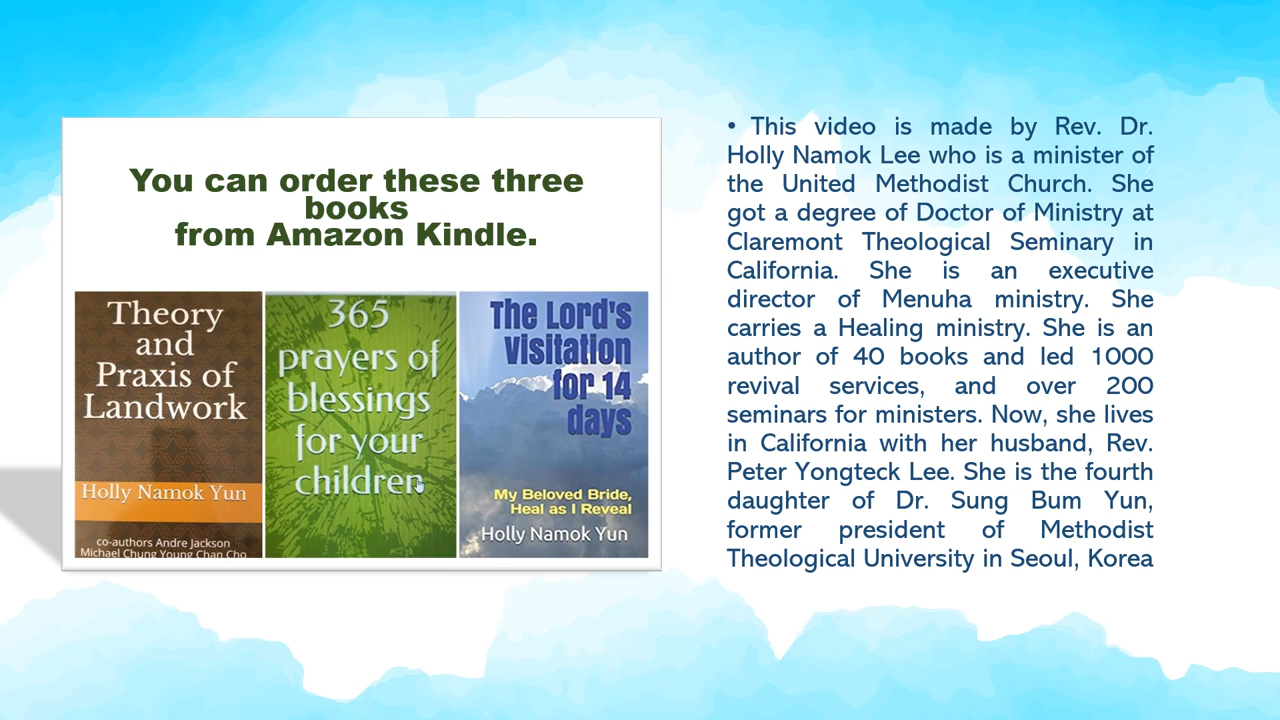 You can order these three
books
from Amazon Kindle.
Theory
and
Praxis of
Landwork
Holly Namok Yun
co-authors Andre Jackson
Michael Chung Young Chan Cho
365
prayers of
blessings
for your
children
The Lord's
Visitation
for 14
days
My Beloved Bride,
Heal as I Reveal
Holly Namok Yun
• This video is made by Rev. Dr.
Holly Namok Lee who is a minister of
the United Methodist Church. She
got a degree of Doctor of Ministry at
Claremont Theological Seminary in
California. She is an executive
director of Menuha ministry. She
carries a Healing ministry. She is an
author of 40 books and led 1000
revival services, and over 200
seminars for ministers. Now, she lives
in California with her husband, Rev.
Peter Yongteck Lee. She is the fourth
daughter of Dr. Sung Bum Yun,
former president of Methodist
Theological University in Seoul, Korea